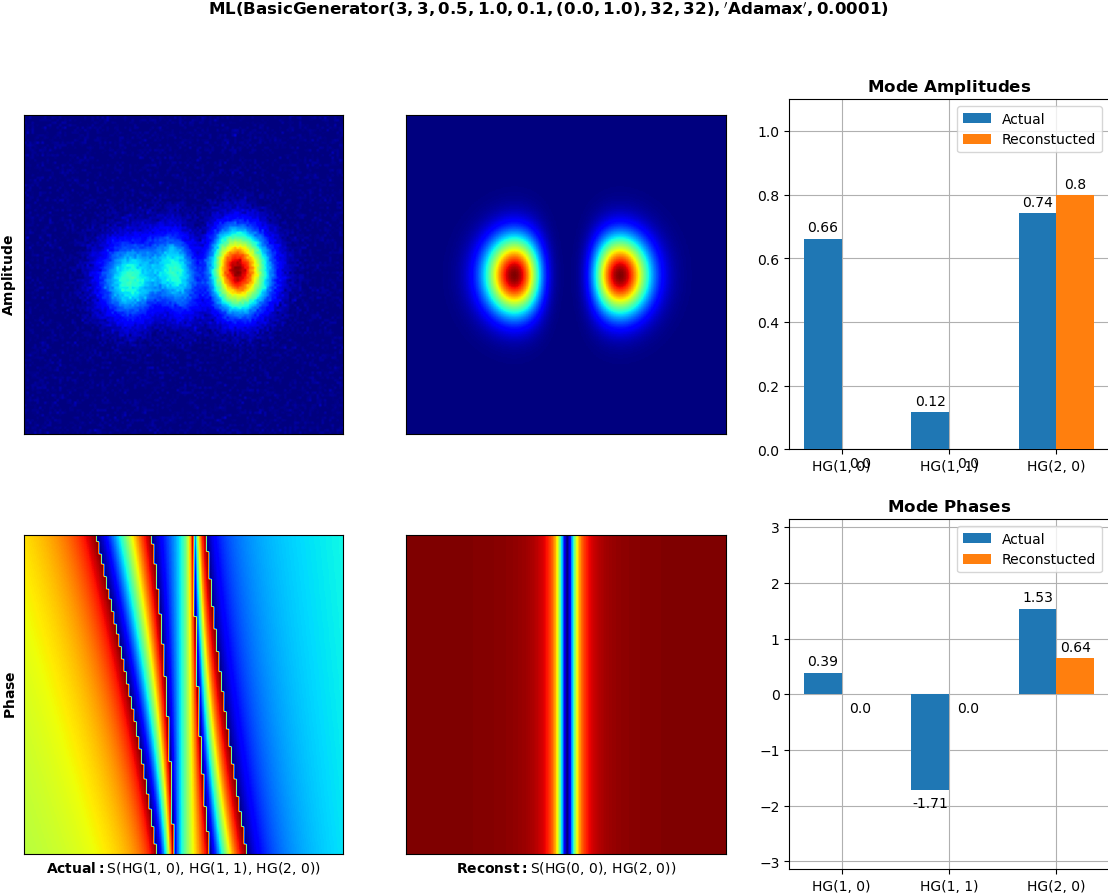 ML(BasicGenerator(3, 3, 0.5, 1.0, 0.1, (0.0, 1.0), 32, 32), ′Adamax′, 0.0001)
Amplitude
Mode Amplitudes
Actual
Reconstucted
1.0
0.8
0.6
0.4
0.2
0.0
0.66
0.0
0.12
0.0
0.74
0.8
HG(1, 0)
HG(1, 1)
HG(2, 0)
Phase
Actual: S(HG(1, 0), HG(1, 1), HG(2, 0))
Reconst: S(HG(0, 0), HG(2, 0))
Mode Phases
Actual
Reconstucted
3
2
1
0
−1
−2
−3
0.39
0.0
-1.71
0.0
1.53
0.64
HG(1, 0)
HG(1, 1)
HG(2, 0)